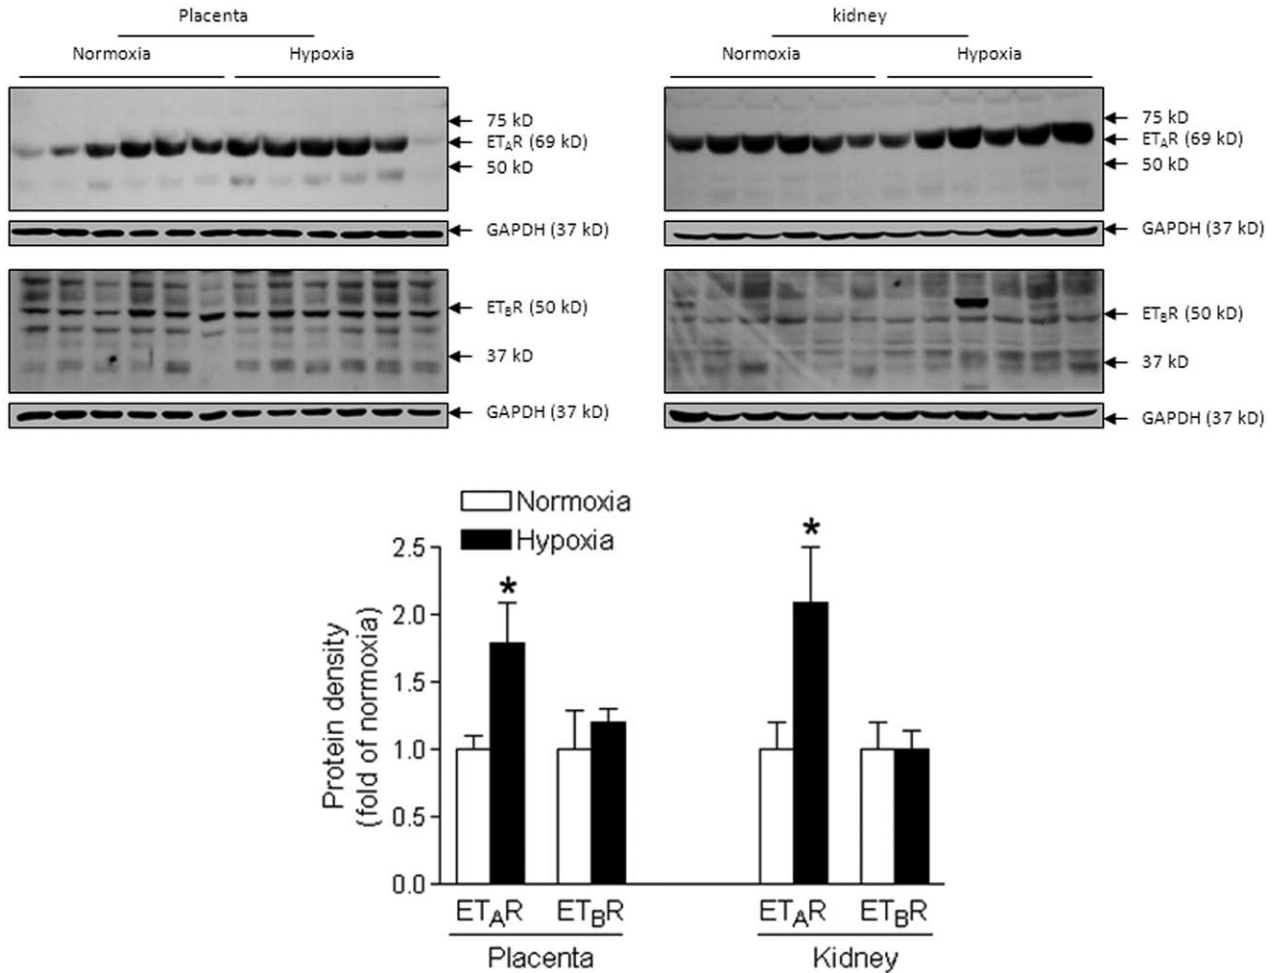 Placenta
Normoxia Hypoxia
75 kD
ETAR (69 kD)
50 kD
GAPDH (37 kD)
ETBR (50 kD)
37 kD
GAPDH (37 kD)
kidney
Normoxia Hypoxia
75 kD
ETAR (69 kD)
50 kD
GAPDH (37 kD)
ETBR (50 kD)
37 kD
GAPDH (37 kD)
Normoxia
Hypoxia
Protein density
(fold of normoxia)
2.5
2.0
1.5
1.0
0.5
0.0
*
*
ETAR ETBR ETAR ETBR
Placenta Kidney